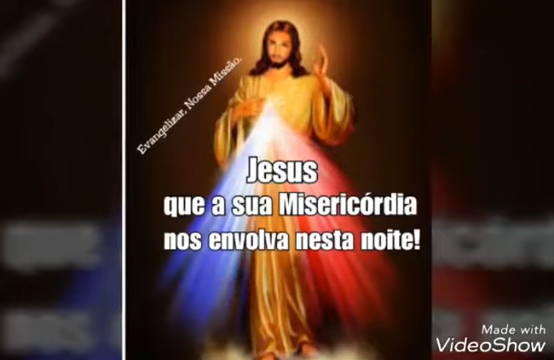 Evangelizar, Nossa Missão.
Jesus
que a sua Misericórdia
nos envolva nesta noite!
Made with
VideoShow